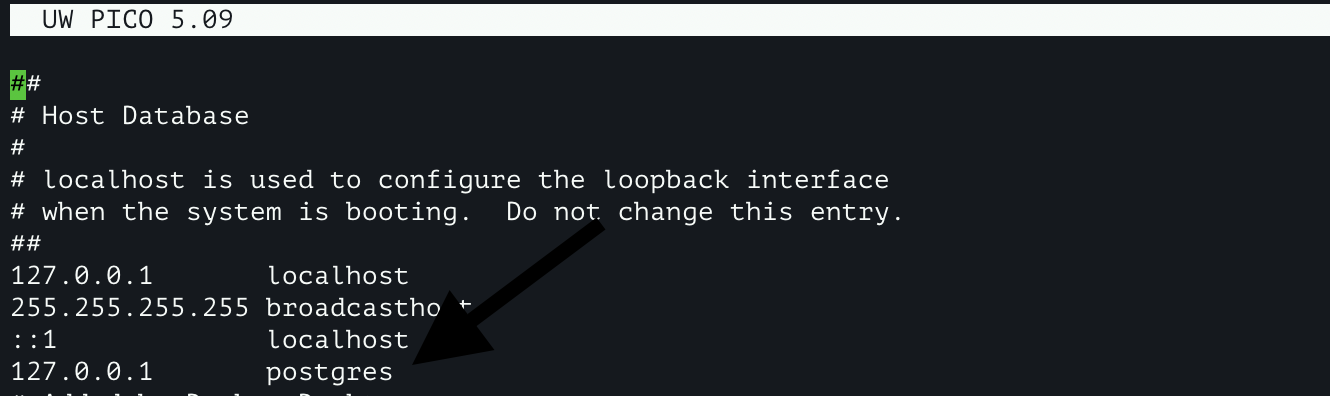 UW PICO 5.09
##
# Host Database
#
# localhost is used to configure the loopback interface
# when the system is booting.  Do not change this entry.
##
127.0.0.1       localhost
255.255.255.255 broadcasthost
::1             localhost
127.0.0.1       postgres